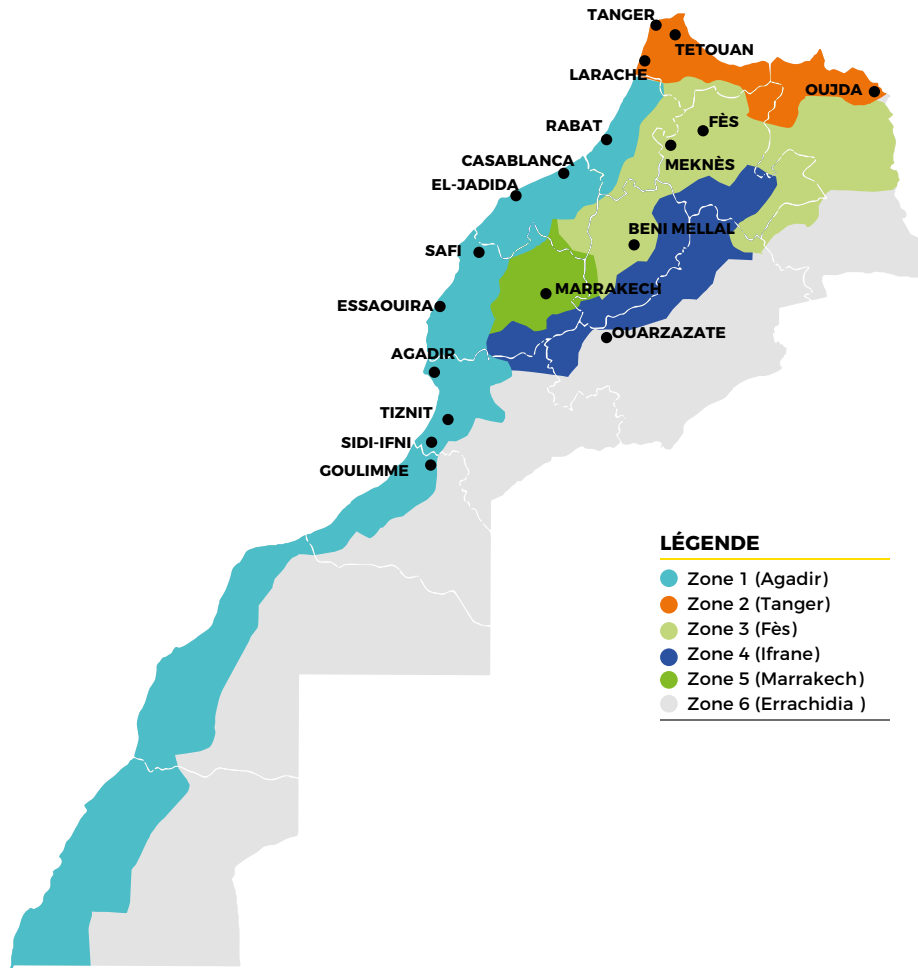 TANGER
TETOUAN
LARACHE
OUJDA
RABAT
FÈS
CASABLANCA
MEKNÈS
EL-JADIDA
BENI MELLAL
SAFI
MARRAKECH
ESSAOUIRA
OUARZAZATE
AGADIR
TIZNIT
SIDI-IFNI
GOULIMME
LÉGENDE
Zone 1 (Agadir)
Zone 2 (Tanger)
Zone 3 (Fès)
Zone 4 (Ifrane)
Zone 5 (Marrakech)
Zone 6 (Errachidia )